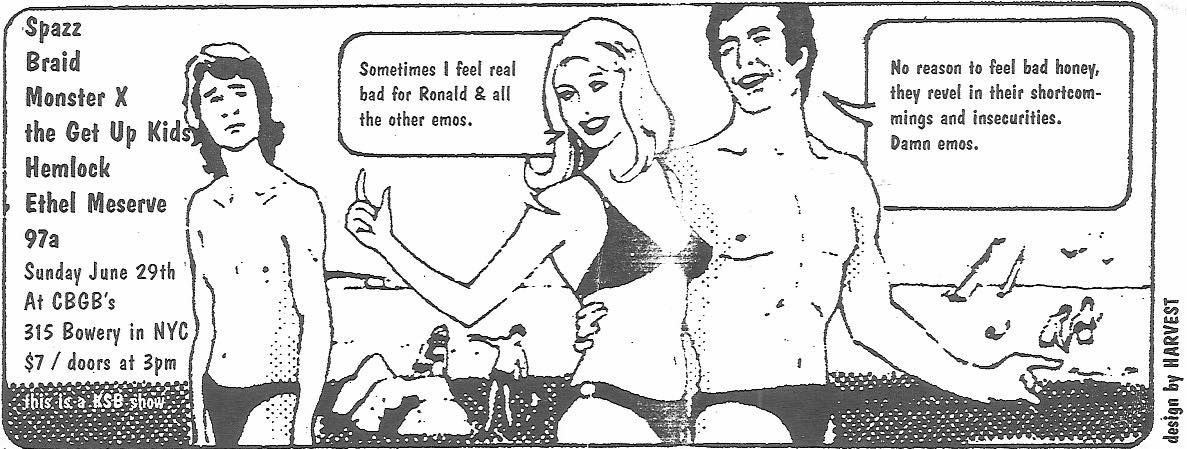 Spazz
Braid
Monster X
the Get Up Kids
Hemlock
Ethel Meserve
97a
Sunday June 29th
At CBGB's
315 Bowery in NYC
$7 / doors at 3pm
this is a KSB show
Sometimes I feel real
bad for Ronald & all
the other emos.
No reason to feel bad honey,
they revel in their shortcom-
mings and insecurities.
Damn emos.
design by HARVEST